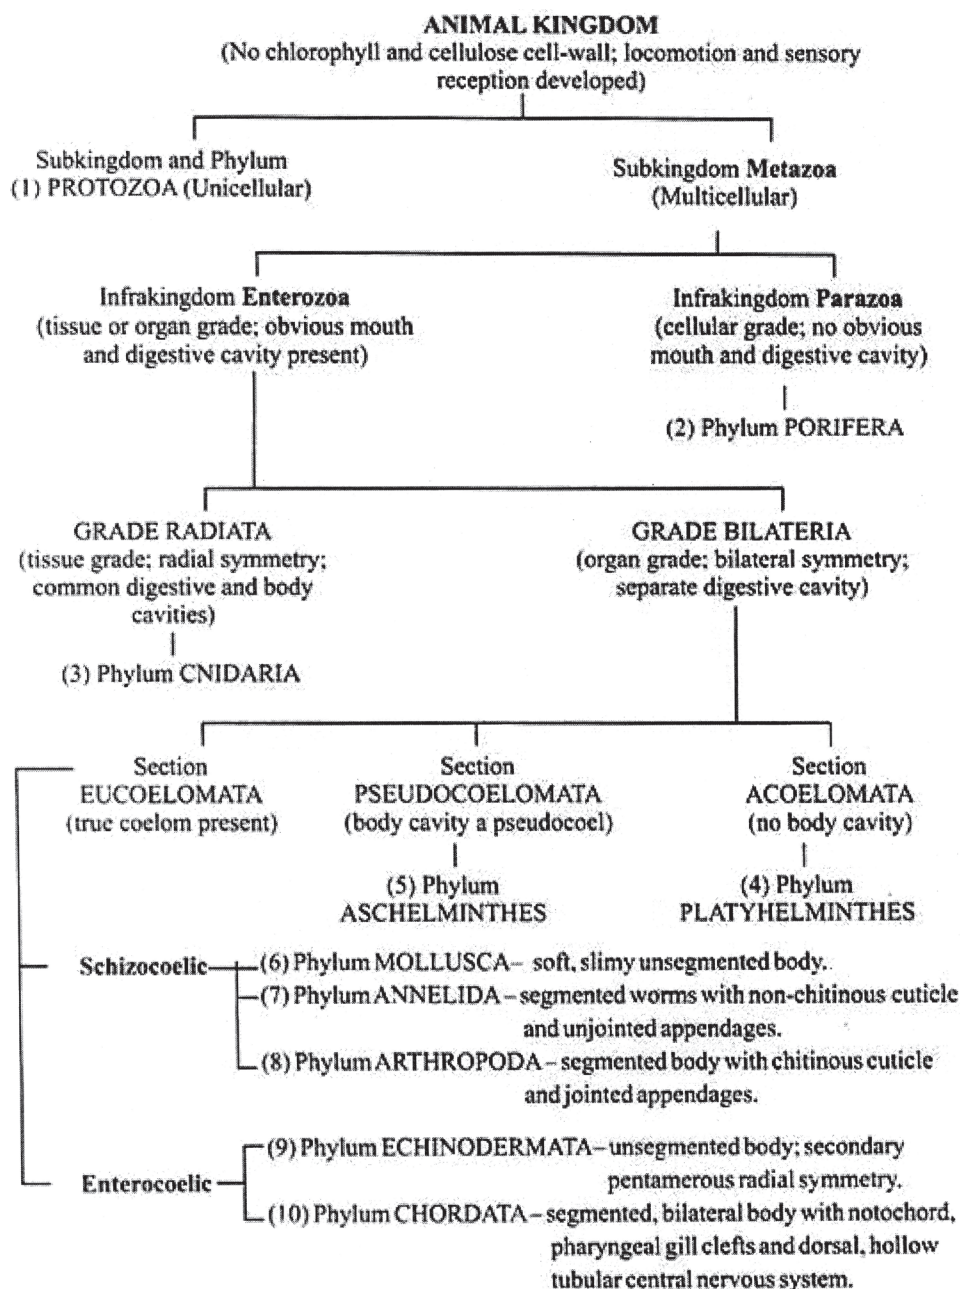 ANIMAL KINGDOM
(No chlorophyll and cellulose cell-wall; locomotion and sensory
reception developed)
Subkingdom and Phylum
(1) PROTOZOA (Unicellular)
Subkingdom Metazoa
(Multicellular)
Infrakingdom Enterozoa
(tissue or organ grade; obvious mouth
and digestive cavity present)
Infrakingdom Parazoa
(cellular grade; no obvious
mouth and digestive cavity)
(2) Phylum PORIFERA
GRADE RADIATA
(tissue grade; radial symmetry;
common digestive and body
cavities)
(3) Phylum CNIDARIA
GRADE BILATERIA
(organ grade; bilateral symmetry;
separate digestive cavity)
Section
EUCOELOMATA
(true coelom present)
Section
PSEUDOCOELOMATA
(body cavity a pseudocoel)
(5) Phylum
ASCHELMINTHES
Section
ACOELOMATA
(no body cavity)
(4) Phylum
PLATYHELMINTHES
Schizocoelic
(6) Phylum MOLLUSCA– soft, slimy unsegmented body.
(7) Phylum ANNELIDA – segmented worms with non-chitinous cuticle
and unjointed appendages.
(8) Phylum ARTHROPODA – segmented body with chitinous cuticle
and jointed appendages.
Enterocoelic
(9) Phylum ECHINODERMATA– unsegmented body; secondary
pentamerous radial symmetry.
(10) Phylum CHORDATA – segmented, bilateral body with notochord,
pharyngeal gill clefts and dorsal, hollow
tubular central nervous system.